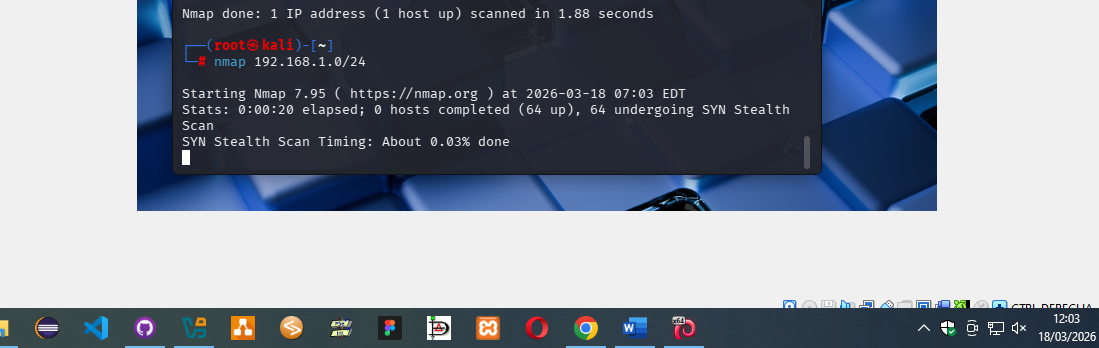 Nmap done: 1 IP address (1 host up) scanned in 1.88 seconds
┌──(root㉿kali)-[~]
└─# nmap 192.168.1.0/24
Starting Nmap 7.95 ( https://nmap.org ) at 2026-03-18 07:03 EDT
Stats: 0:00:20 elapsed; 0 hosts completed (64 up), 64 undergoing SYN Stealth
Scan
SYN Stealth Scan Timing: About 0.03% done
CTRL DERECHA
x64
12:03
18/03/2026